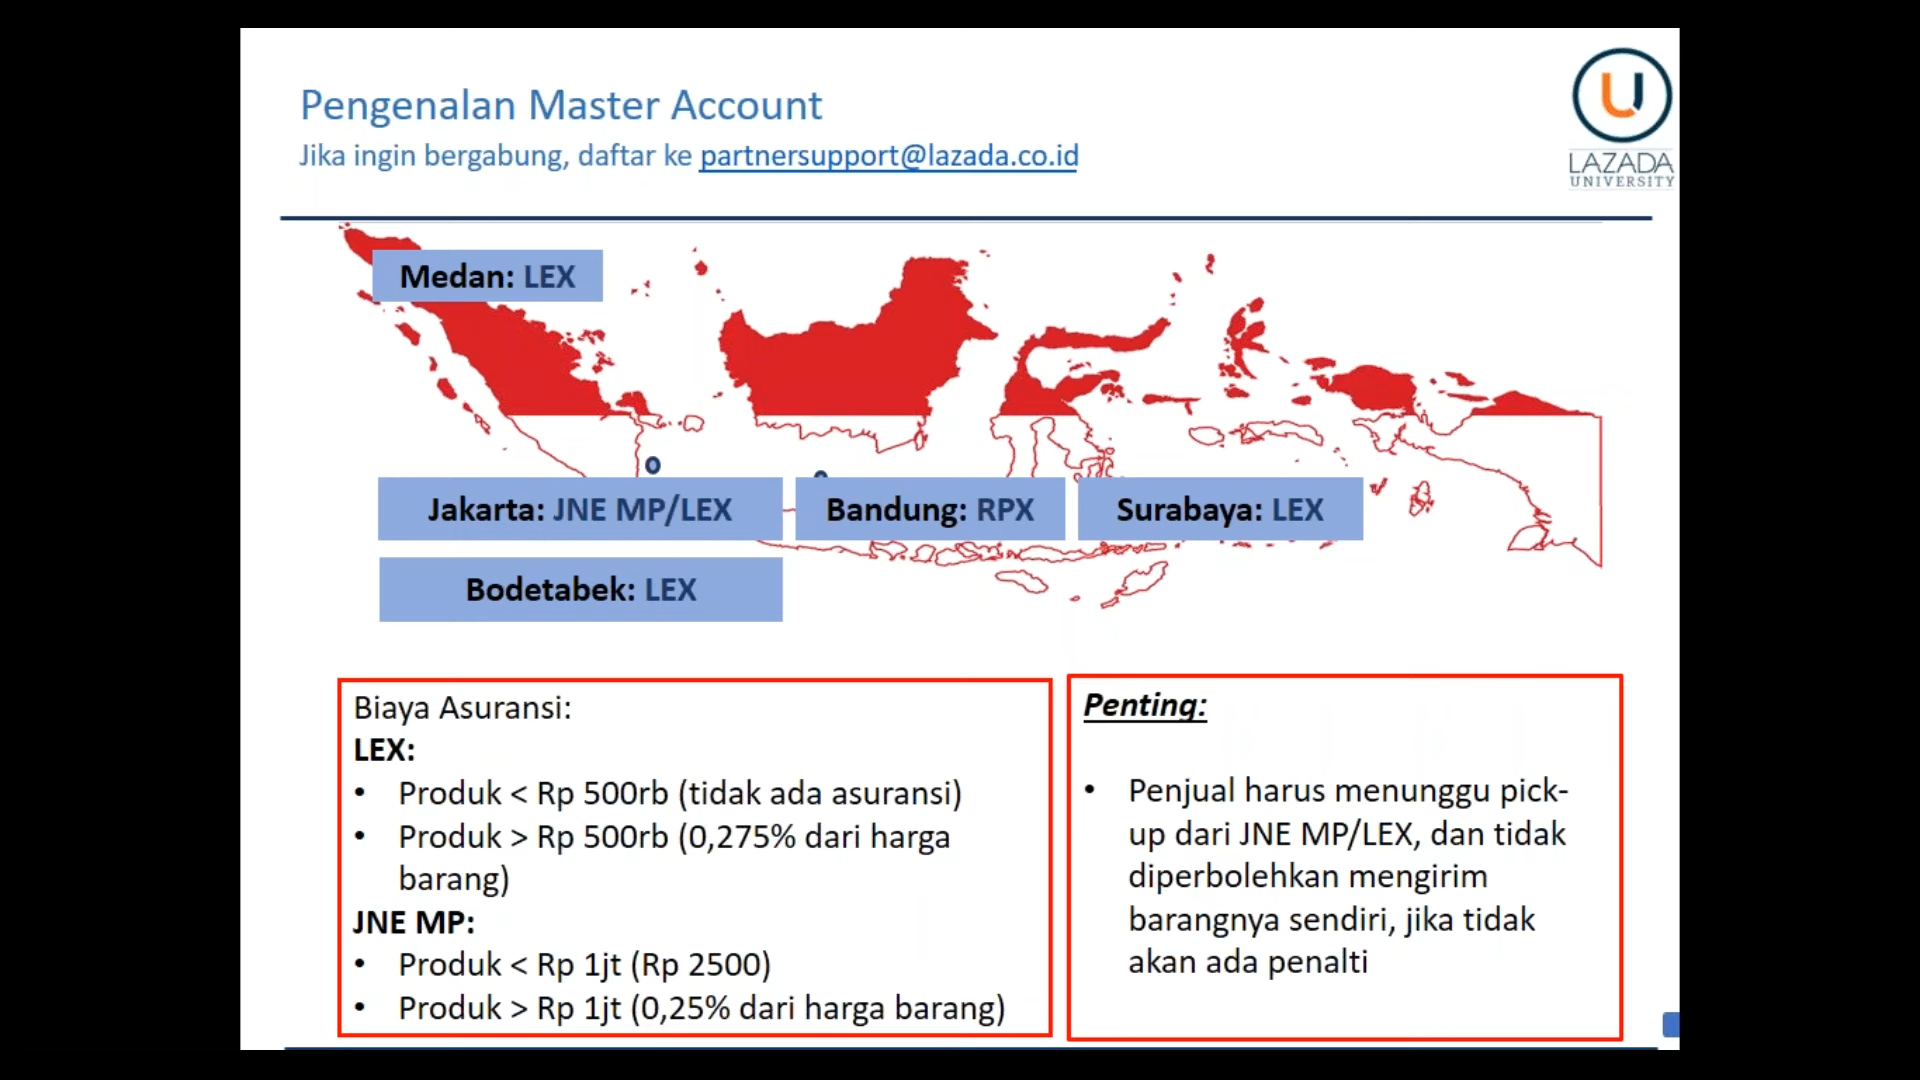 Pengenalan Master Account
Jika ingin bergabung, daftar ke partnersupport@lazada.co.id
LAZADA
UNIVERSITY
Medan: LEX
Jakarta: JNE MP/LEX
Bandung: RPX
Surabaya: LEX
Bodetabek: LEX
Biaya Asuransi:
LEX:
• Produk < Rp 500rb (tidak ada asuransi)
• Produk > Rp 500rb (0,275% dari harga
barang)
JNE MP:
• Produk < Rp 1jt (Rp 2500)
• Produk > Rp 1jt (0,25% dari harga barang)
Penting:
• Penjual harus menunggu pick-
up dari JNE MP/LEX, dan tidak
diperbolehkan mengirim
barangnya sendiri, jika tidak
akan ada penalti